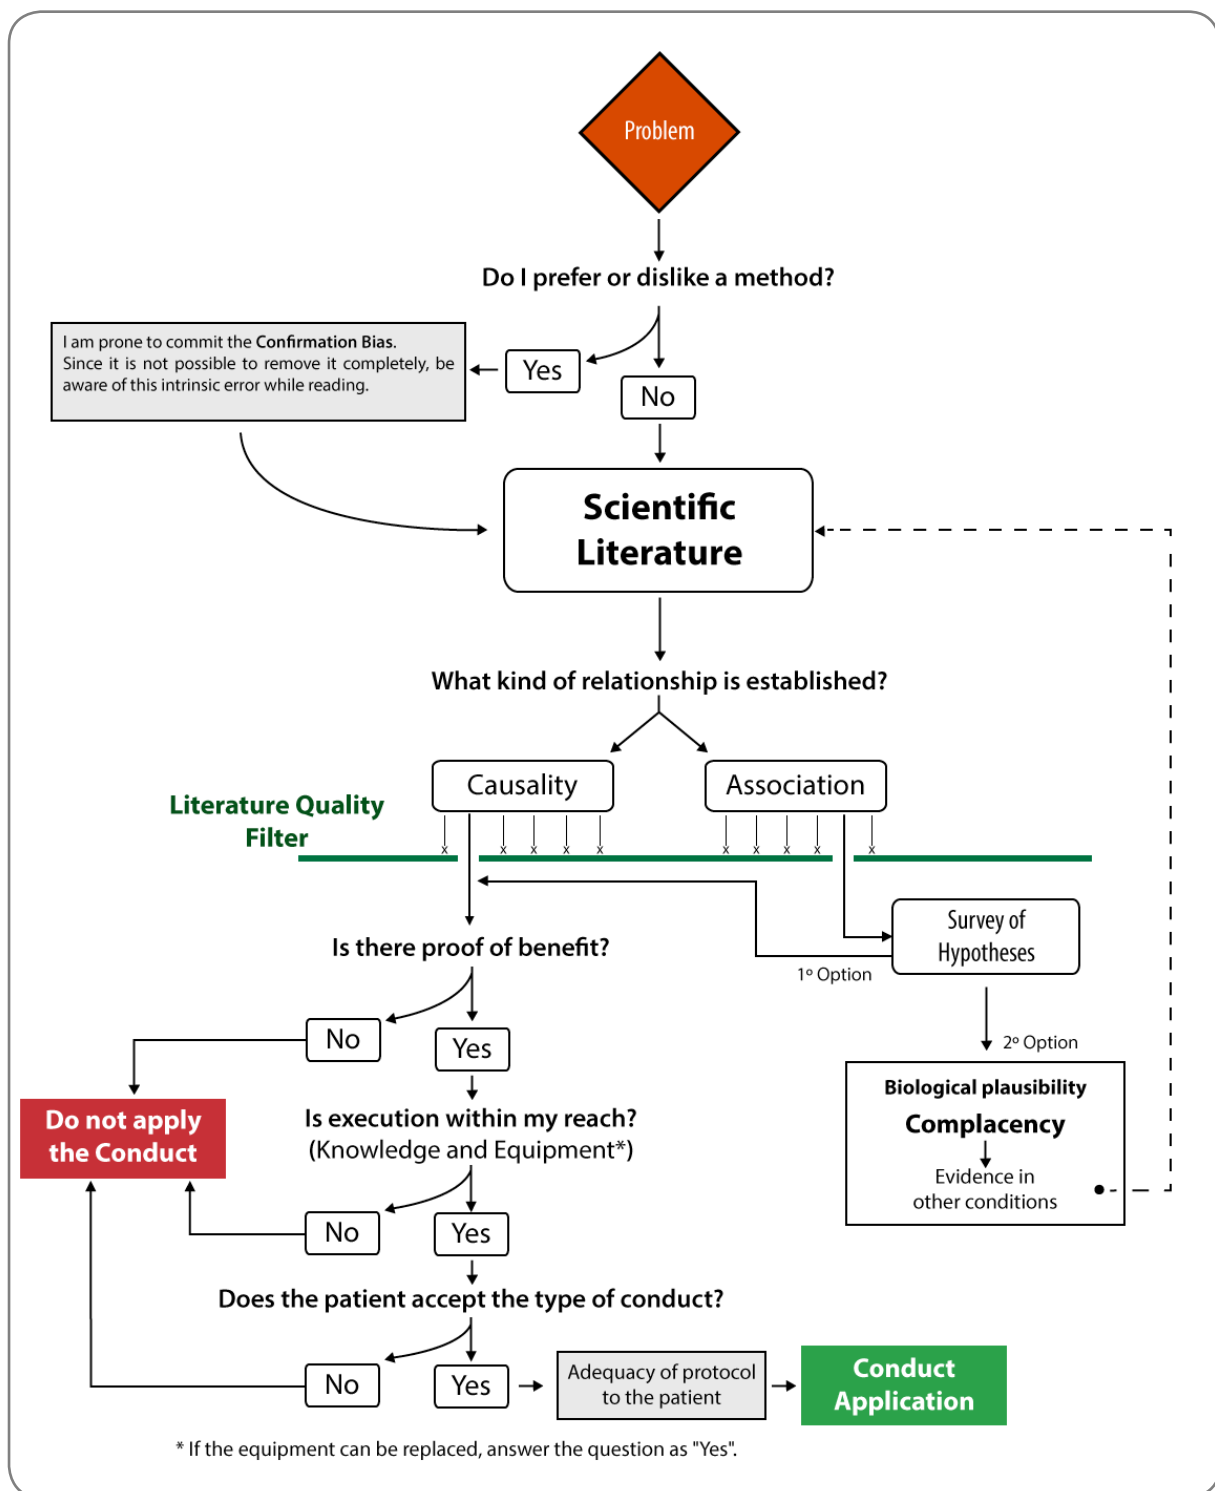 Problem
Do I prefer or dislike a method?
I am prone to commit the Confirmation Bias.
Since it is not possible to remove it completely, be
aware of this intrinsic error while reading.
Yes
No
Scientific
Literature
What kind of relationship is established?
Causality
Association
Literature Quality
Filter
x x x x x
x x x x x
Survey of
Hypotheses
Is there proof of benefit?
1º Option
No
Yes
2º Option
Biological plausibility
Complacency
Evidence in
other conditions
Do not apply
the Conduct
Is execution within my reach?
(Knowledge and Equipment*)
No
Yes
Does the patient accept the type of conduct?
No
Yes
Adequacy of protocol
to the patient
Conduct
Application
* If the equipment can be replaced, answer the question as "Yes".